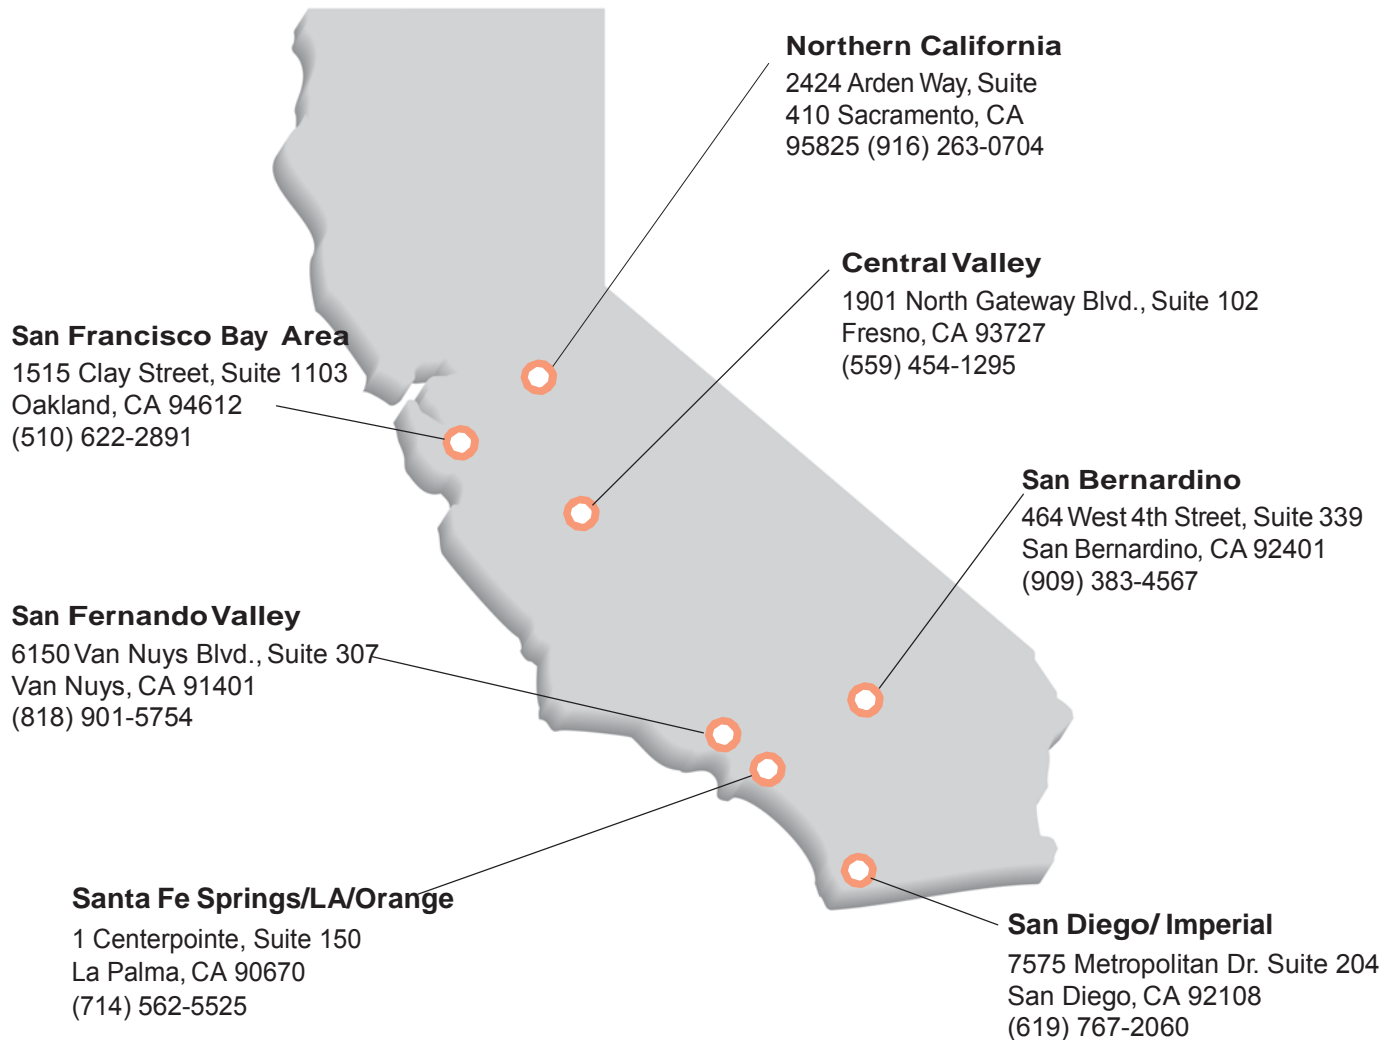 Northern California
2424 Arden Way, Suite
410 Sacramento, CA
95825 (916) 263-0704
Central Valley
1901 North Gateway Blvd., Suite 102
Fresno, CA 93727
(559) 454-1295
San Francisco Bay Area
1515 Clay Street, Suite 1103
Oakland, CA 94612
(510) 622-2891
San Bernardino
464 West 4th Street, Suite 339
San Bernardino, CA 92401
(909) 383-4567
San Fernando Valley
6150 Van Nuys Blvd., Suite 307
Van Nuys, CA 91401
(818) 901-5754
Santa Fe Springs/LA/Orange
1 Centerpointe, Suite 150
La Palma, CA 90670
(714) 562-5525
San Diego/ Imperial
7575 Metropolitan Dr. Suite 204
San Diego, CA 92108
(619) 767-2060